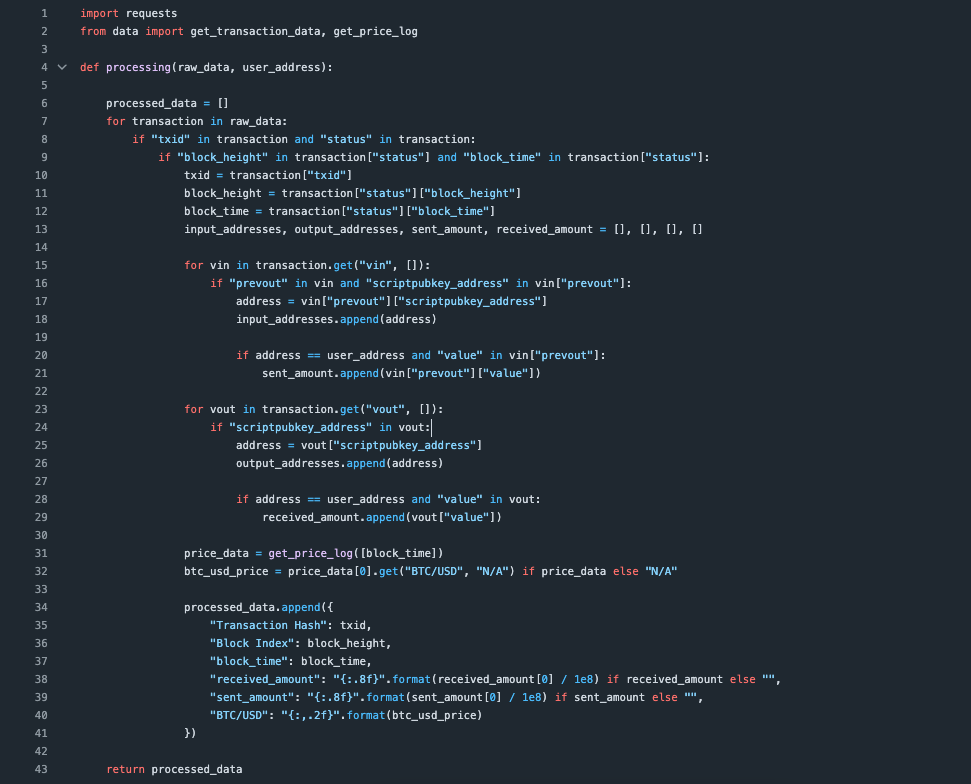 1 import requests
2 from data import get_transaction_data, get_price_log
3
4 def processing(raw_data, user_address):
5
6     processed_data = []
7     for transaction in raw_data:
8         if "txid" in transaction and "status" in transaction:
9             if "block_height" in transaction["status"] and "block_time" in transaction["status"]:
10                 txid = transaction["txid"]
11                 block_height = transaction["status"]["block_height"]
12                 block_time = transaction["status"]["block_time"]
13                 input_addresses, output_addresses, sent_amount, received_amount = [], [], [], []
14
15                 for vin in transaction.get("vin", []):
16                     if "prevout" in vin and "scriptpubkey_address" in vin["prevout"]:
17                         address = vin["prevout"]["scriptpubkey_address"]
18                         input_addresses.append(address)
19
20                         if address == user_address and "value" in vin["prevout"]:
21                             sent_amount.append(vin["prevout"]["value"])
22
23                 for vout in transaction.get("vout", []):
24                     if "scriptpubkey_address" in vout:
25                         address = vout["scriptpubkey_address"]
26                         output_addresses.append(address)
27
28                         if address == user_address and "value" in vout:
29                             received_amount.append(vout["value"])
30
31                 price_data = get_price_log([block_time])
32                 btc_usd_price = price_data[0].get("BTC/USD", "N/A") if price_data else "N/A"
33
34                 processed_data.append({
35                     "Transaction Hash": txid,
36                     "Block Index": block_height,
37                     "block_time": block_time,
38                     "received_amount": "{:.8f}".format(received_amount[0] / 1e8) if received_amount else "",
39                     "sent_amount": "{:.8f}".format(sent_amount[0] / 1e8) if sent_amount else "",
40                     "BTC/USD": "{:,.2f}".format(btc_usd_price)
41                 })
42
43     return processed_data